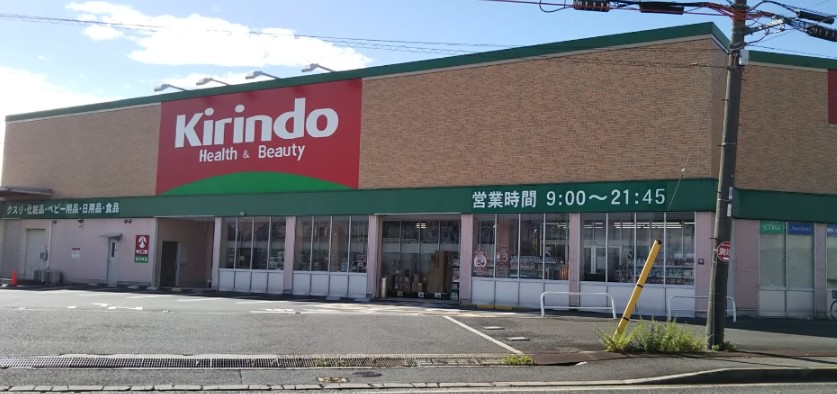 Kirindo
Health & Beauty
営業時間 9:00〜21:45
クスリ・化粧品・ベビー用品・日用品・食品